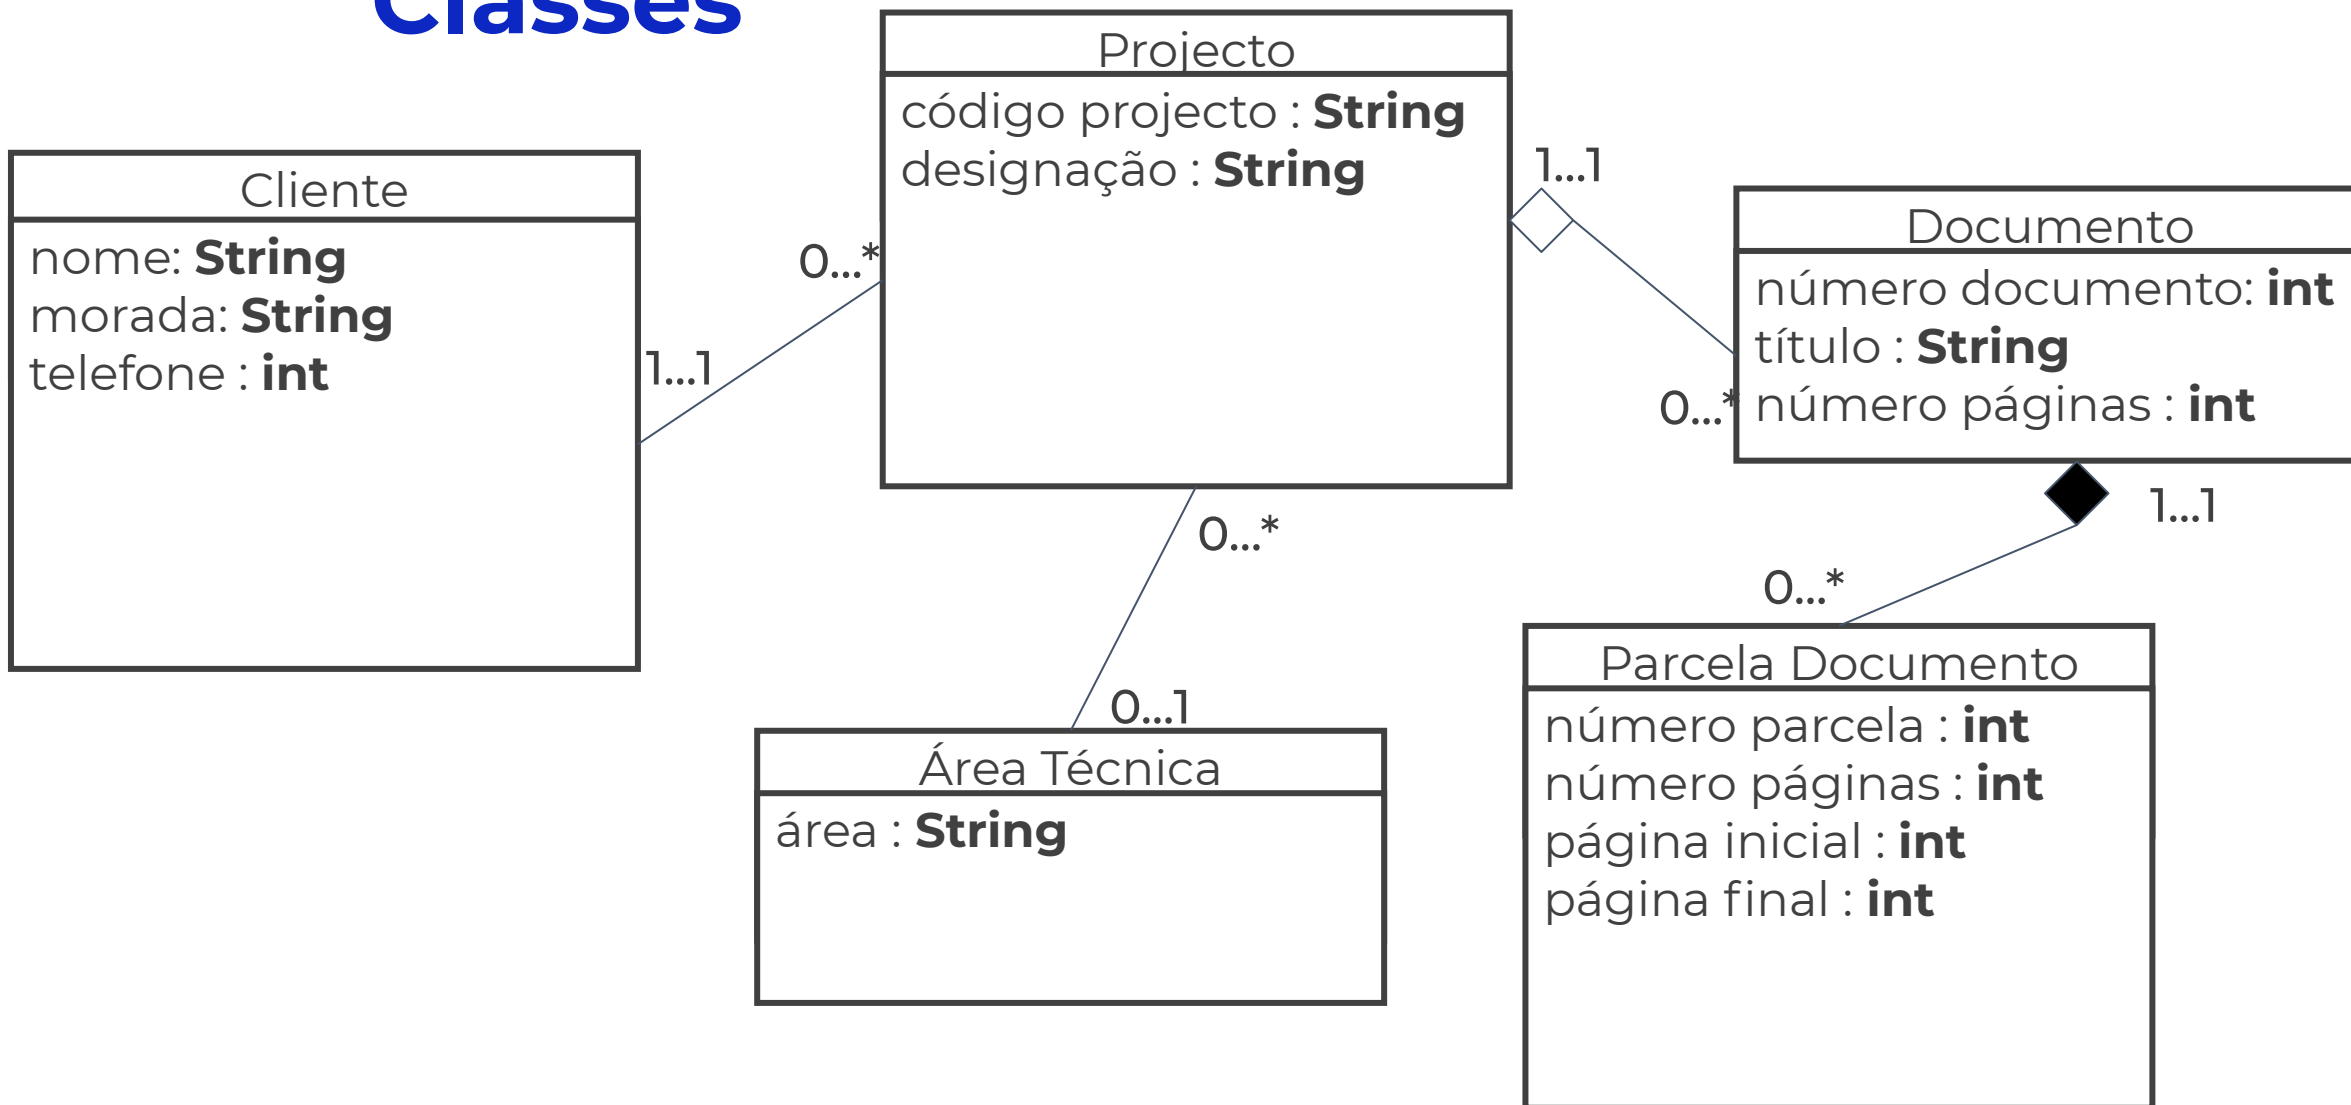 Classes
Projecto
código projecto : String
designação : String
Cliente
nome: String
morada: String
telefone : int
0...*
1...1
1...1
Documento
número documento: int
título : String
número páginas : int
0...*
1...1
0...*
0...*
0...1
Área Técnica
área : String
Parcela Documento
número parcela : int
número páginas : int
página inicial : int
página final : int